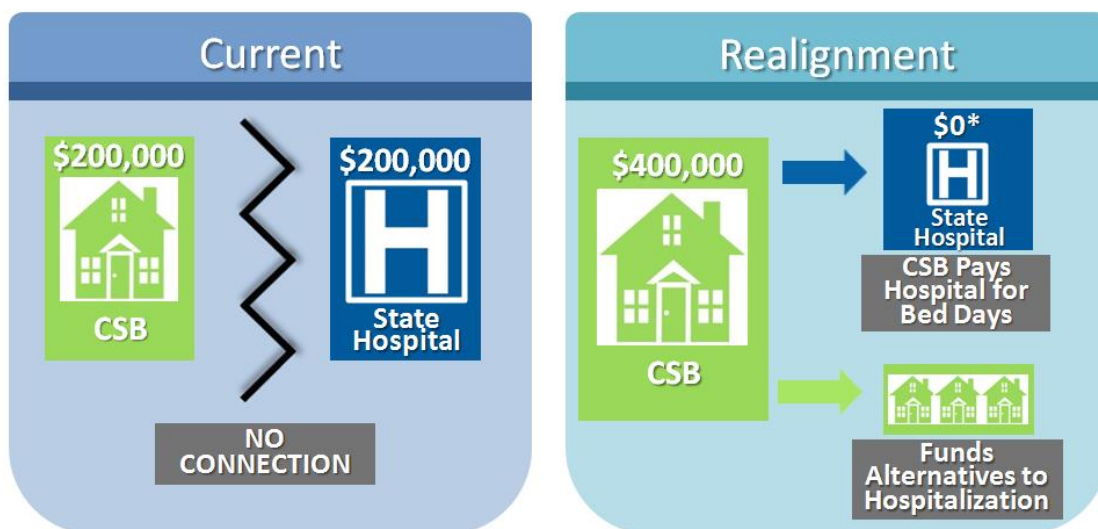 Current
$200,000
CSB
$200,000
H
State
Hospital
NO
CONNECTION
Realignment
$400,000
CSB
$0*
H
State
Hospital
CSB Pays
Hospital for
Bed Days
Funds
Alternatives to
Hospitalization